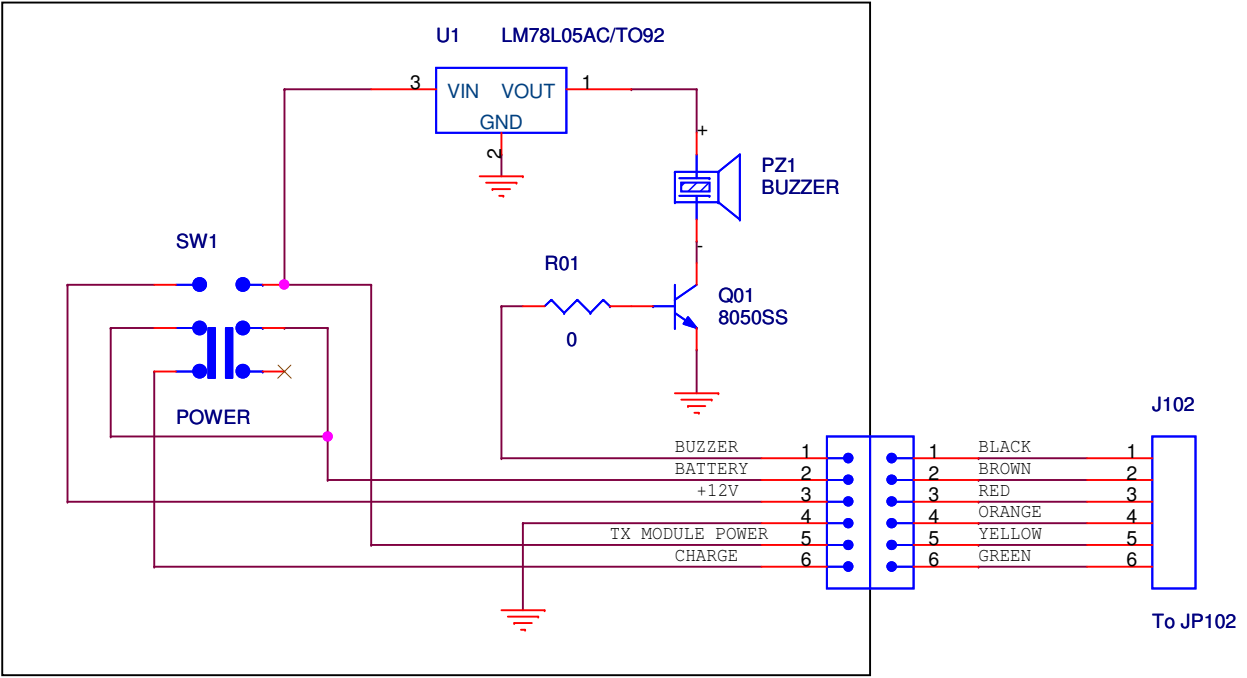 U1 LM78L05AC/TO92
3 VIN VOUT 1
GND
2
+
PZ1
BUZZER
-
SW1
R01
Q01
8050SS
0
POWER
J102
BUZZER 1 1 BLACK 1
BATTERY 2 2 BROWN 2
+12V 3 3 RED 3
4 4 ORANGE 4
TX MODULE POWER 5 5 YELLOW 5
CHARGE 6 6 GREEN 6
To JP102